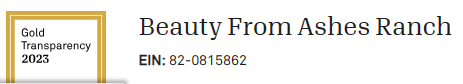 Gold
Transparency
2023
Beauty From Ashes Ranch
EIN: 82-0815862